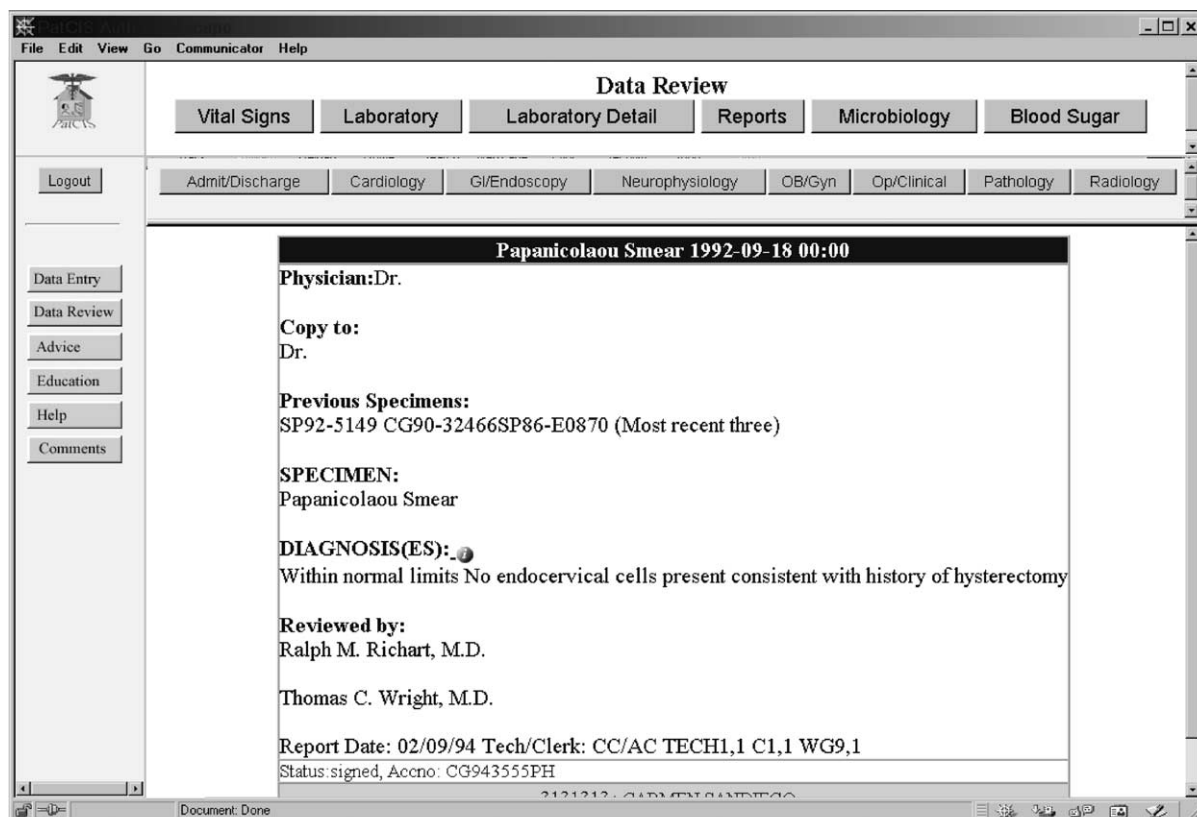 PatCIS
File Edit View Go Communicator Help
PatCIS
Data Review
Vital Signs Laboratory Laboratory Detail Reports Microbiology Blood Sugar
Logout
Admit/Discharge Cardiology GI/Endoscopy Neurophysiology OB/Gyn Op/Clinical Pathology Radiology
Data Entry
Data Review
Advice
Education
Help
Comments
Papanicolaou Smear 1992-09-18 00:00
Physician:Dr.
Copy to:
Dr.
Previous Specimens:
SP92-5149 CG90-32466SP86-E0870 (Most recent three)
SPECIMEN:
Papanicolaou Smear
DIAGNOSIS(ES):
Within normal limits No endocervical cells present consistent with history of hysterectomy
Reviewed by:
Ralph M. Richart, M.D.
Thomas C. Wright, M.D.
Report Date: 02/09/94 Tech/Clerk: CC/AC TECH1,1 C1,1 WG9,1
Status:signed, Accno: CG943555PH
CARMEN SANDIEGO
Document: Done